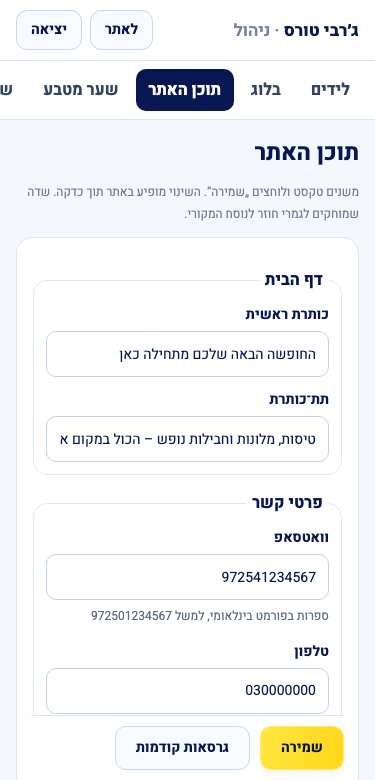 ג׳רבי טורס · ניהול
לאתר
יציאה
לידים
בלוג
תוכן האתר
שער מטבע
תוכן האתר
משנים טקסט ולוחצים „שמירה”. השינוי מופיע באתר תוך כדקה. שדה
שמוחקים לגמרי חוזר לנוסח המקורי.
דף הבית
כותרת ראשית
החופשה הבאה שלכם מתחילה כאן
תת־כותרת
טיסות, מלונות וחבילות נופש – הכול במקום א
פרטי קשר
וואטסאפ
972541234567
ספרות בפורמט בינלאומי, למשל 972501234567
טלפון
030000000
שמירה
גרסאות קודמות